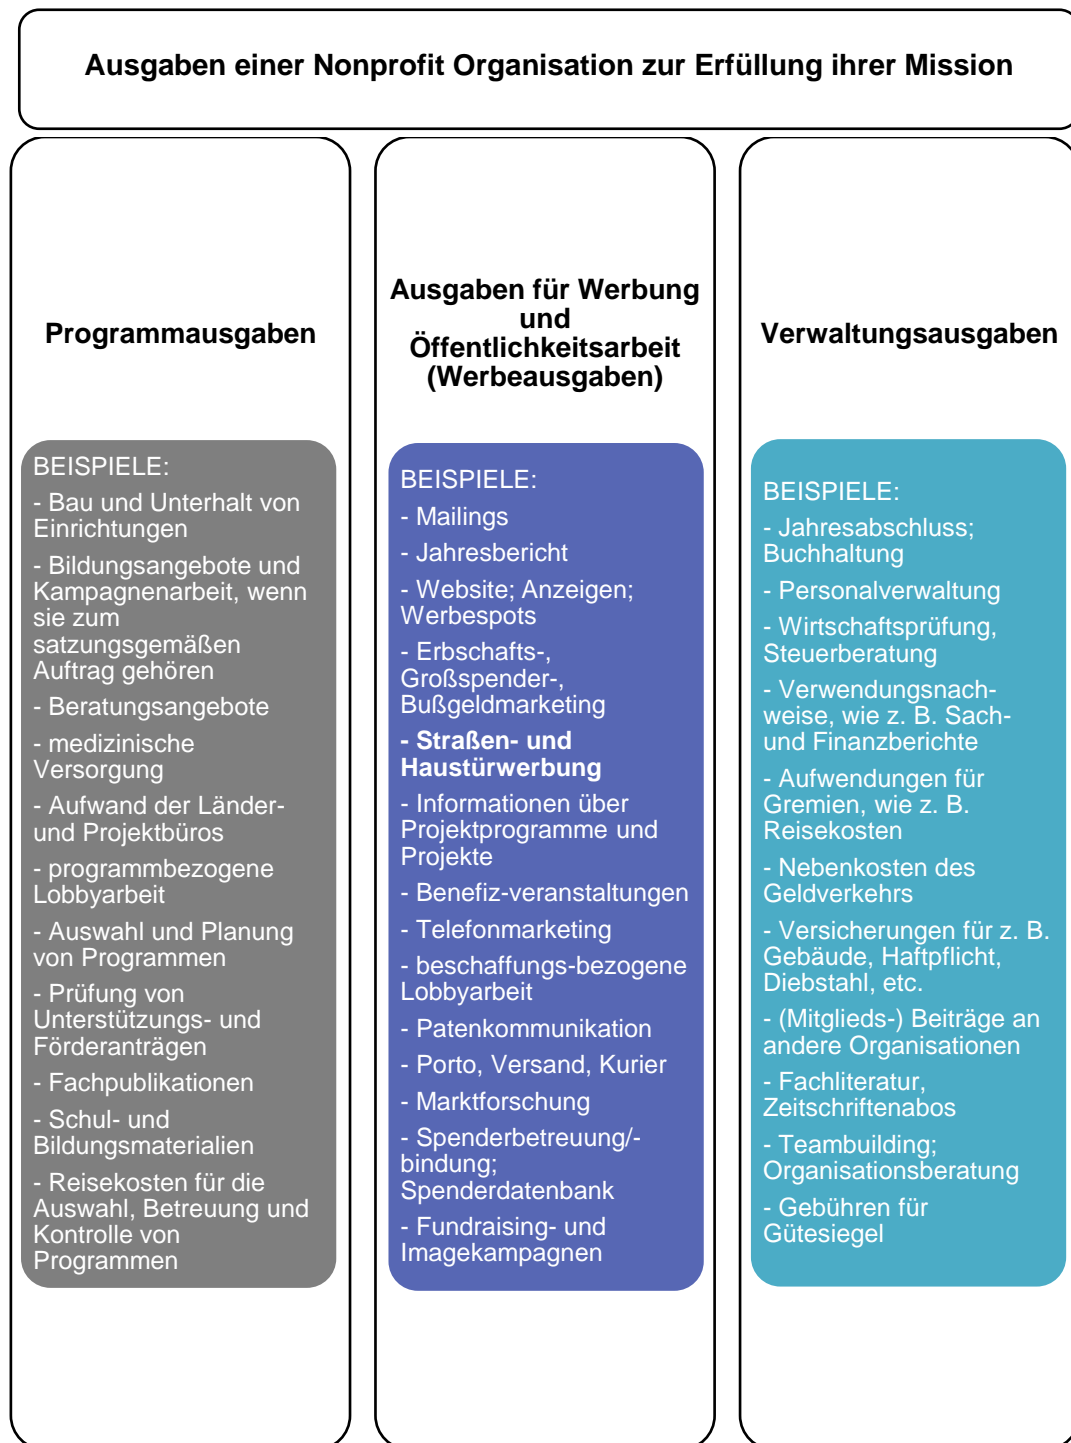 Ausgaben einer Nonprofit Organisation zur Erfüllung ihrer Mission
Programmausgaben
BEISPIELE:
- Bau und Unterhalt von
Einrichtungen
- Bildungsangebote und
Kampagnenarbeit, wenn
sie zum
satzungsgemäßen
Auftrag gehören
- Beratungsangebote
- medizinische
Versorgung
- Aufwand der Länder-
und Projektbüros
- programmbezogene
Lobbyarbeit
- Auswahl und Planung
von Programmen
- Prüfung von
Unterstützungs- und
Förderanträgen
- Fachpublikationen
- Schul- und
Bildungsmaterialien
- Reisekosten für die
Auswahl, Betreuung und
Kontrolle von
Programmen
Ausgaben für Werbung
und
Öffentlichkeitsarbeit
(Werbeausgaben)
BEISPIELE:
- Mailings
- Jahresbericht
- Website; Anzeigen;
Werbespots
- Erbschafts-,
Großspender-,
Bußgeldmarketing
- Straßen- und
Haustürwerbung
- Informationen über
Projektprogramme und
Projekte
- Benefiz-veranstaltungen
- Telefonmarketing
- beschaffungs-bezogene
Lobbyarbeit
- Patenkommunikation
- Porto, Versand, Kurier
- Marktforschung
- Spenderbetreuung/-
bindung;
Spenderdatenbank
- Fundraising- und
Imagekampagnen
Verwaltungsausgaben
BEISPIELE:
- Jahresabschluss;
Buchhaltung
- Personalverwaltung
- Wirtschaftsprüfung,
Steuerberatung
- Verwendungsnach-
weise, wie z. B. Sach-
und Finanzberichte
- Aufwendungen für
Gremien, wie z. B.
Reisekosten
- Nebenkosten des
Geldverkehrs
- Versicherungen für z. B.
Gebäude, Haftpflicht,
Diebstahl, etc.
- (Mitglieds-) Beiträge an
andere Organisationen
- Fachliteratur,
Zeitschriftenabos
- Teambuilding;
Organisationsberatung
- Gebühren für
Gütesiegel